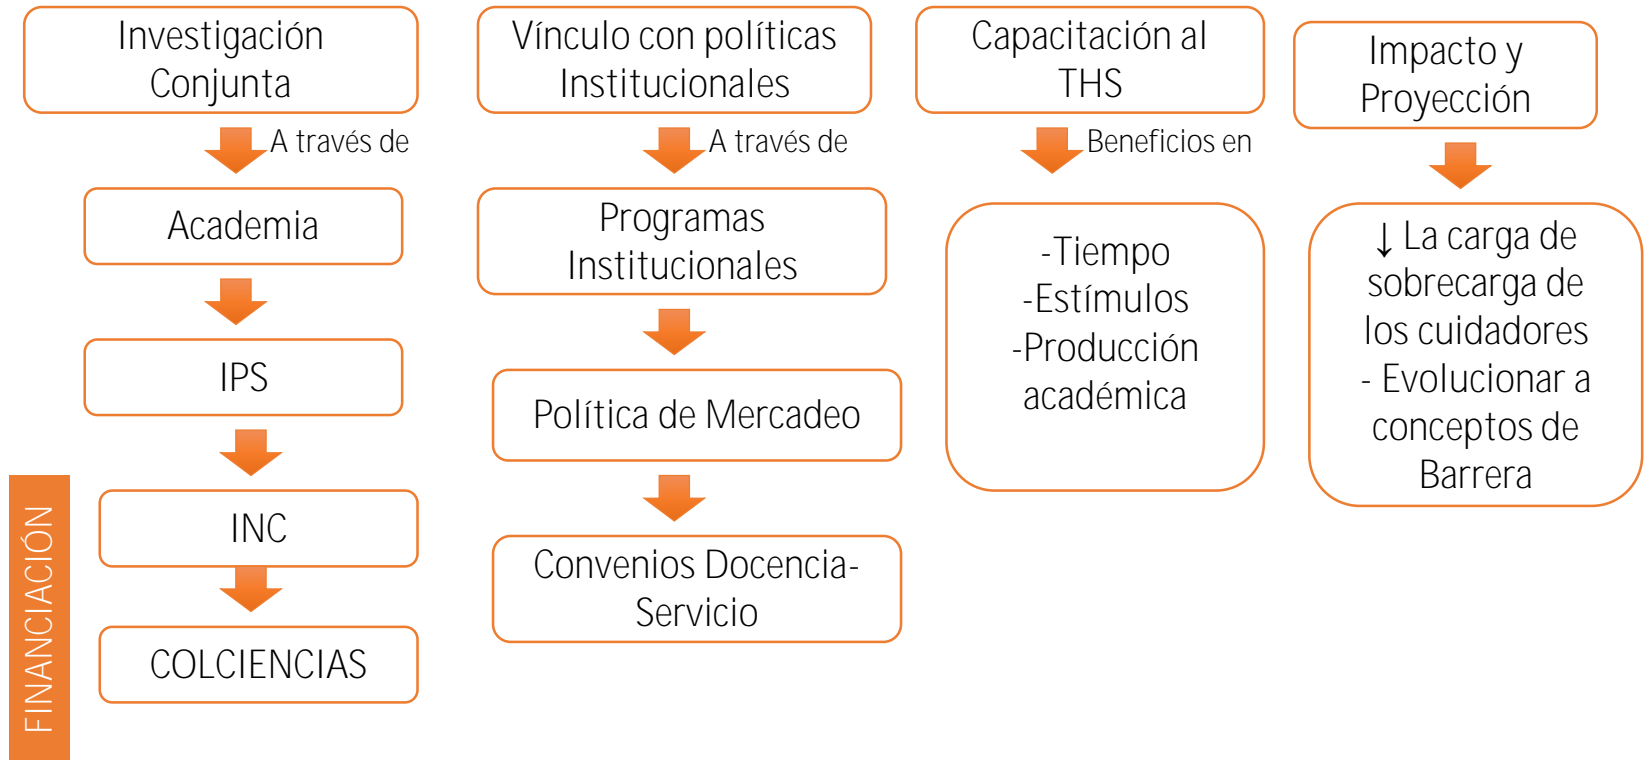 Investigación
Conjunta
A través de
Academia
IPS
INC
COLCIENCIAS
FINANCIACIÓN
Vínculo con políticas
Institucionales
A través de
Programas
Institucionales
Política de Mercadeo
Convenios Docencia-
Servicio
Capacitación al
THS
Beneficios en
-Tiempo
-Estímulos
-Producción
académica
Impacto y
Proyección
↓ La carga de
sobrecarga de
los cuidadores
- Evolucionar a
conceptos de
Barrera